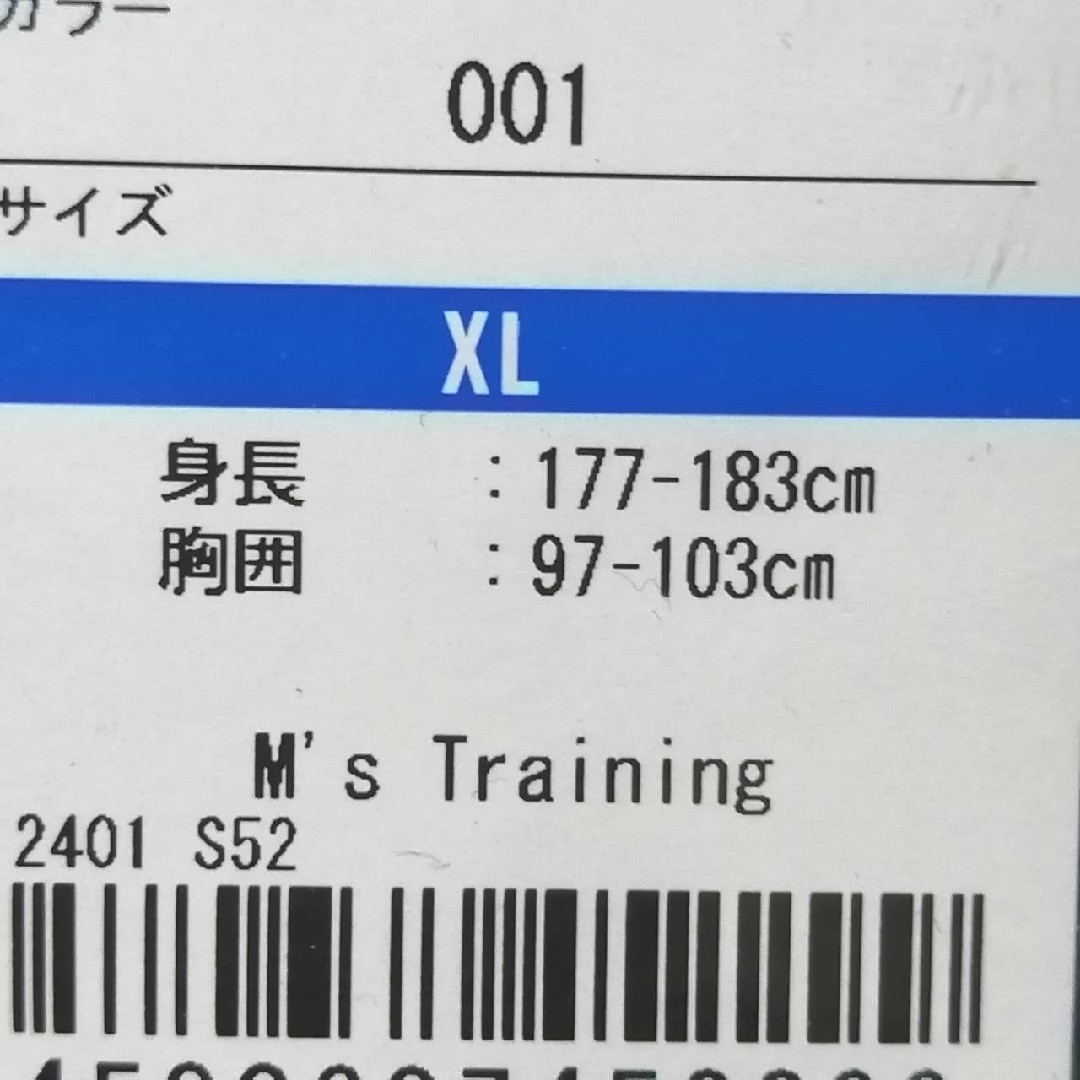 カラー
001
サイズ
XL
身長 : 177-183cm
胸囲 : 97-103cm
M's Training
2401 S52